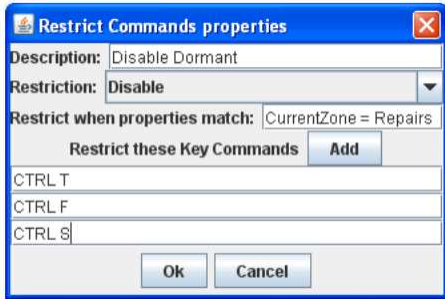 Restrict Commands properties
Description: Disable Dormant
Restriction: Disable
Restrict when properties match: CurrentZone = Repairs
Restrict these Key Commands Add
CTRL T
CTRL F
CTRL S
Ok Cancel